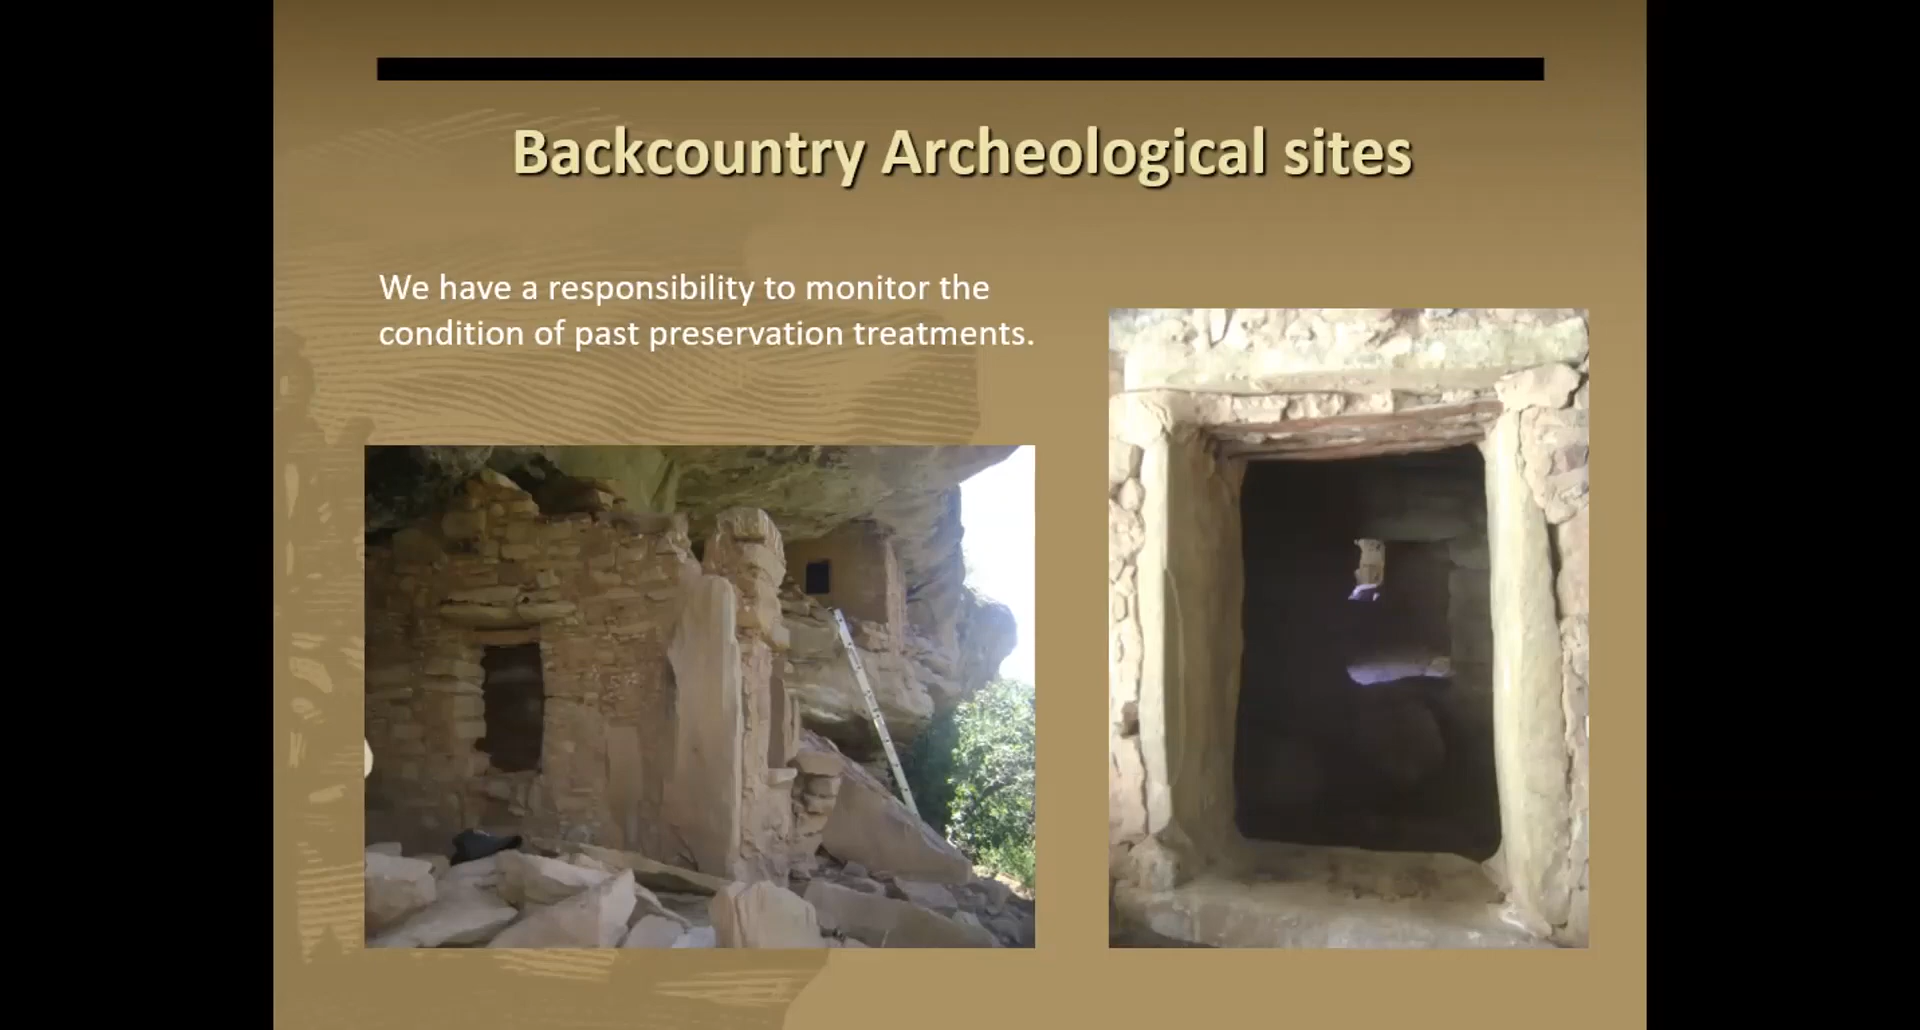 Backcountry Archeological sites
We have a responsibility to monitor the
condition of past preservation treatments.